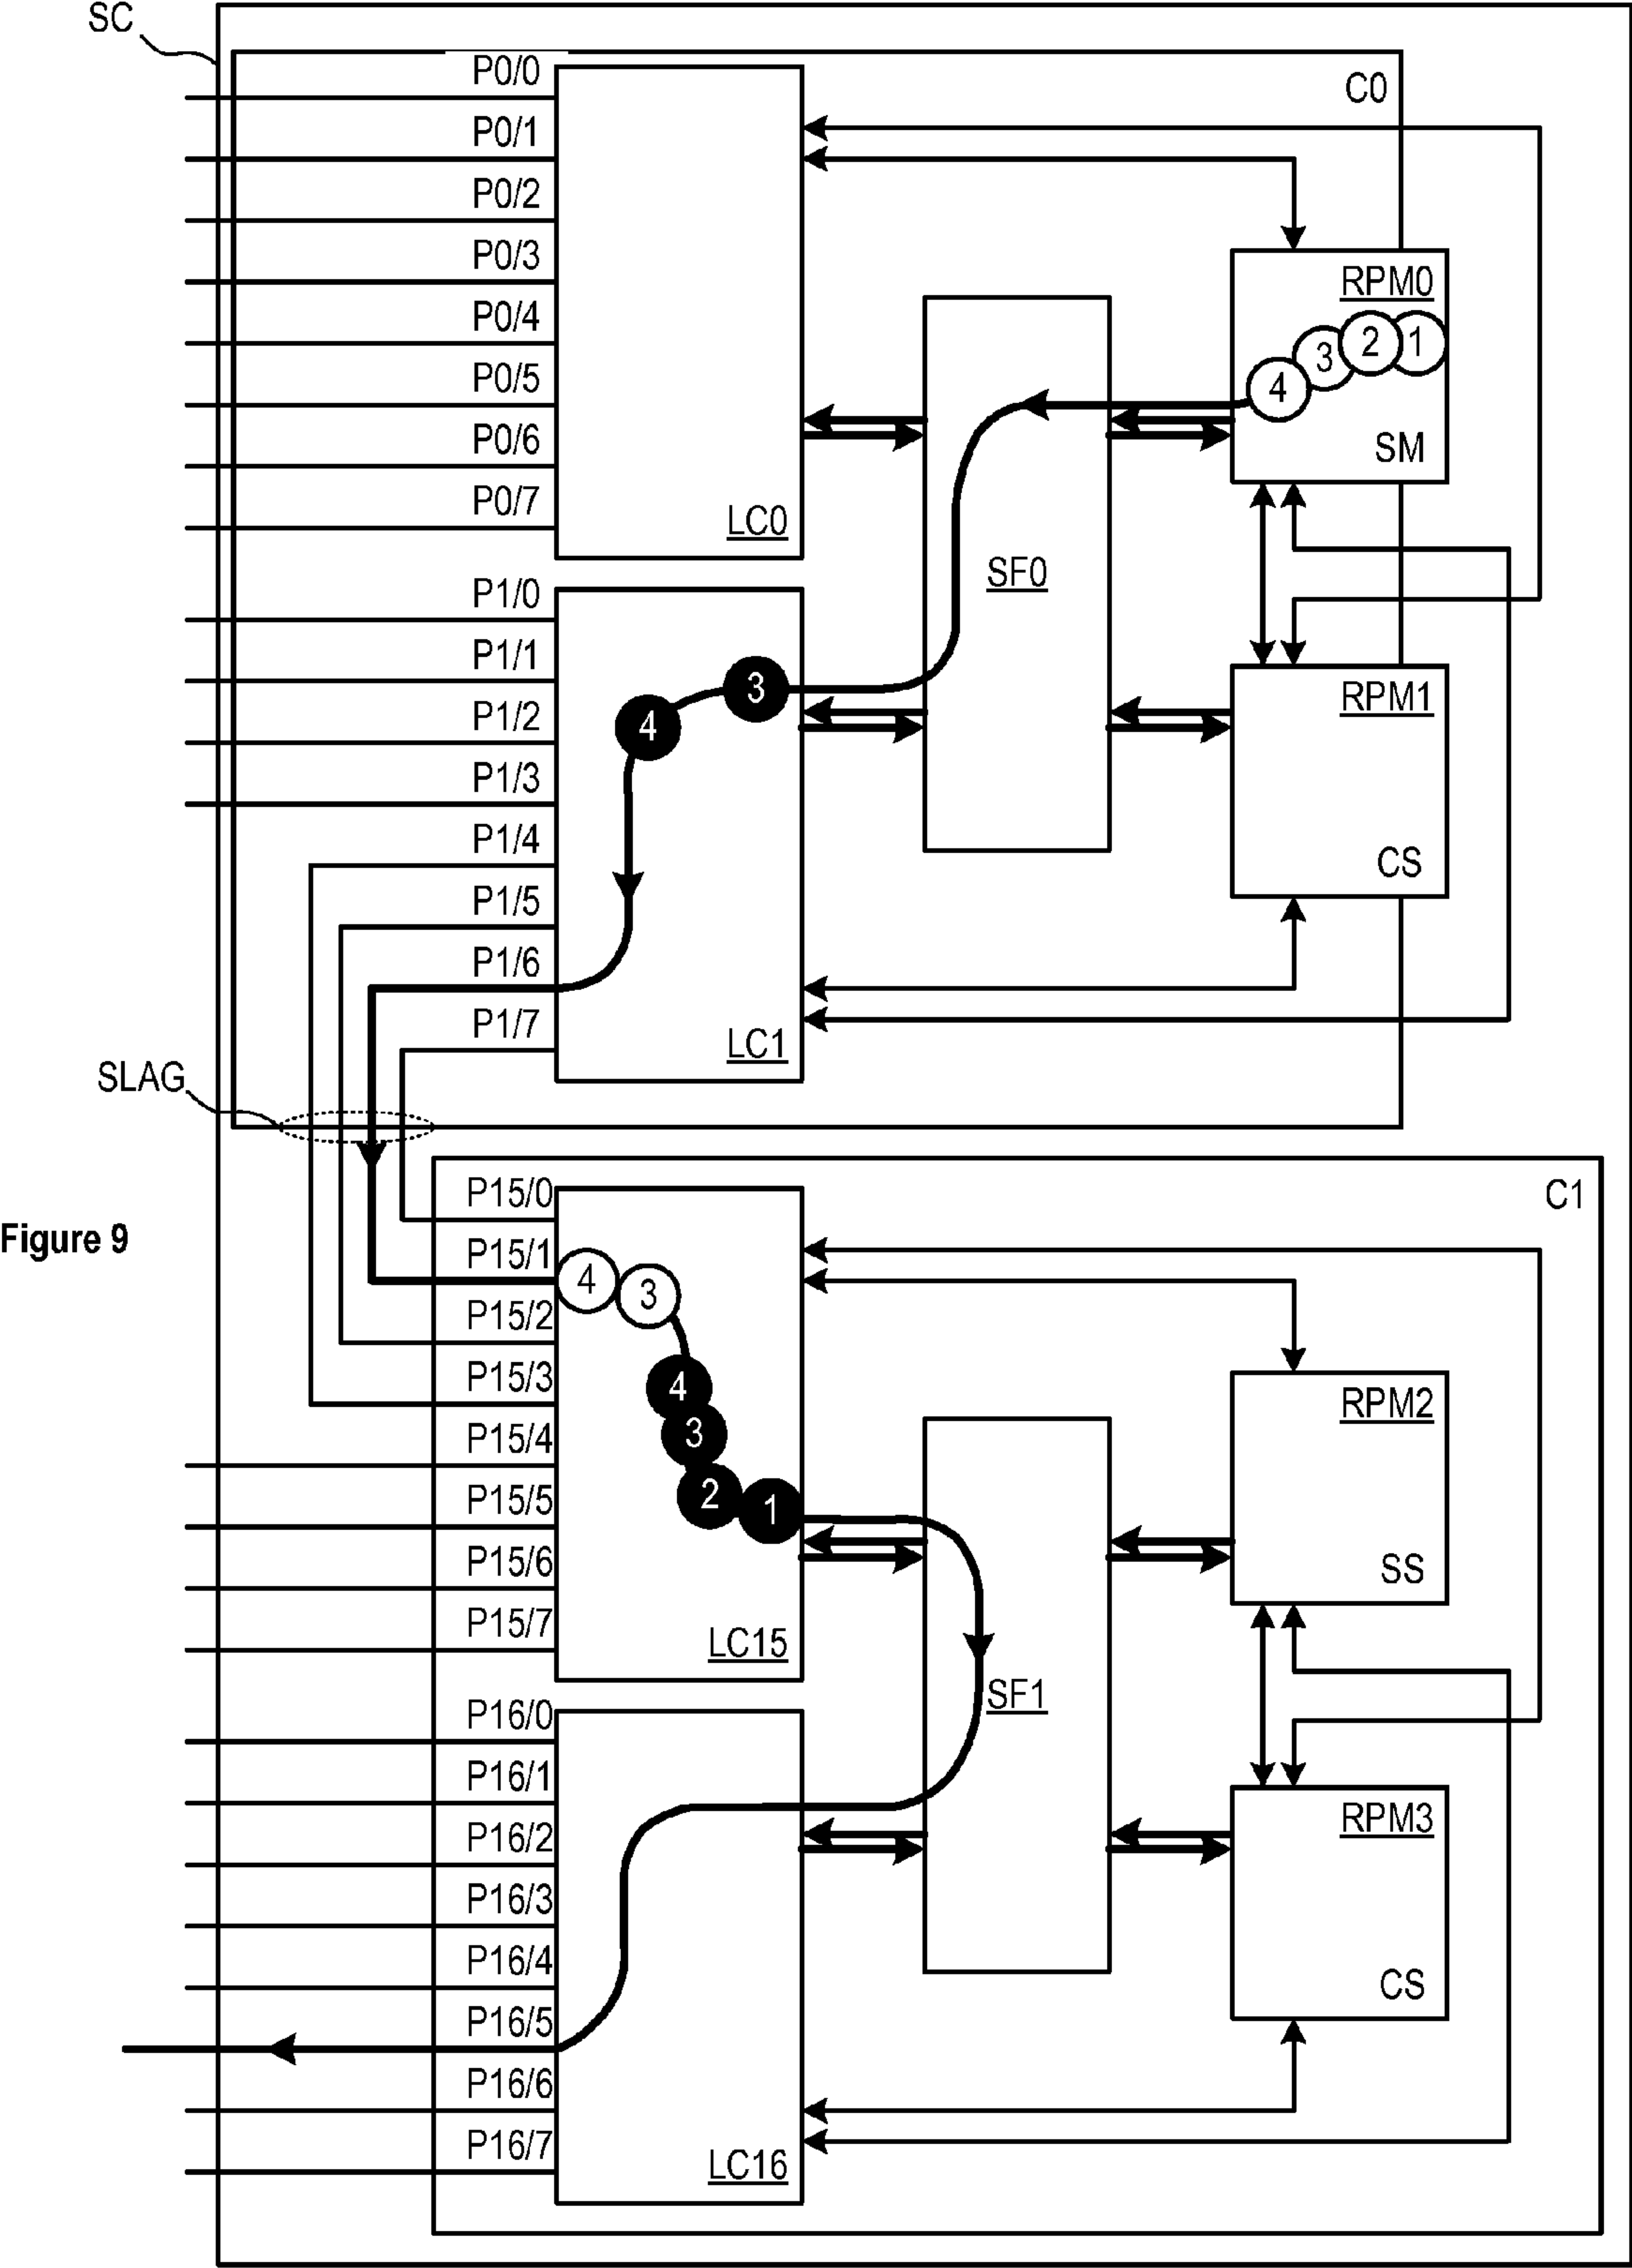 SC
C0
P0/0
P0/1
P0/2
P0/3
P0/4
P0/5
P0/6
P0/7
LC0
RPM0
1
2
3
4
SM
SF0
P1/0
P1/1
P1/2
P1/3
P1/4
P1/5
P1/6
P1/7
3
4
LC1
RPM1
CS
SLAG
Figure 9
C1
P15/0
P15/1
P15/2
P15/3
P15/4
P15/5
P15/6
P15/7
4
3
4
3
2
1
LC15
RPM2
SS
SF1
P16/0
P16/1
P16/2
P16/3
P16/4
P16/5
P16/6
P16/7
LC16
RPM3
CS